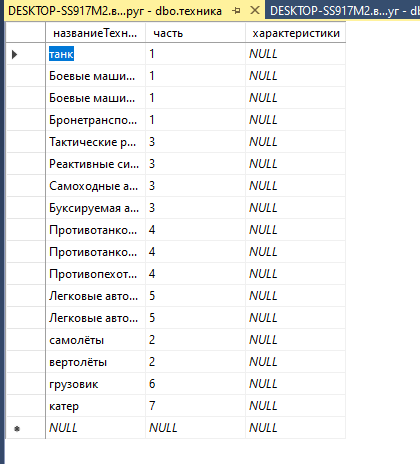 DESKTOP-SS917M2.в...руг - dbo.техника DESKTOP-SS917M2.в...уг - db
названиеТехн... часть характеристики
танк 1 NULL
Боевые маши... 1 NULL
Боевые маши... 1 NULL
Бронетранспо... 1 NULL
Тактические р... 3 NULL
Реактивные си... 3 NULL
Самоходные а... 3 NULL
Буксируемая а... 3 NULL
Противотанко... 4 NULL
Противотанко... 4 NULL
Противопехот... 4 NULL
Легковые авто... 5 NULL
Легковые авто... 5 NULL
самолёты 2 NULL
вертолёты 2 NULL
грузовик 6 NULL
катер 7 NULL
NULL NULL NULL